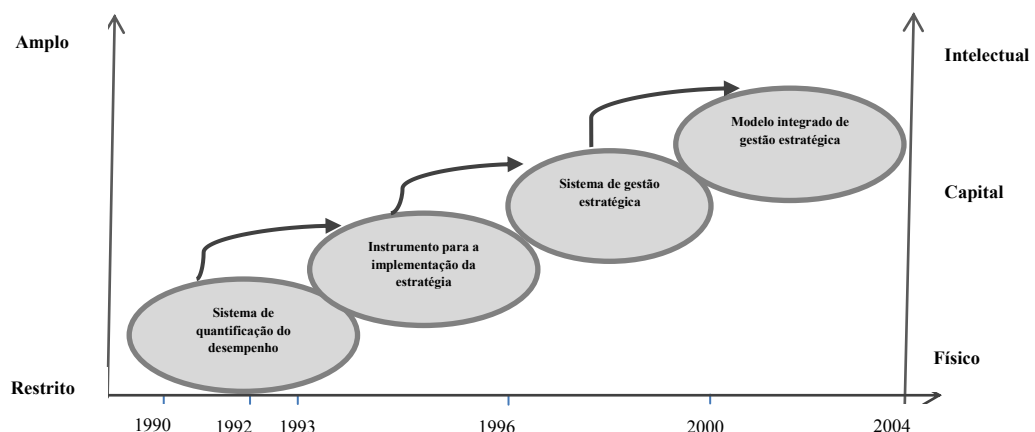 Amplo
Intelectual
Modelo integrado de
gestão estratégica
Sistema de gestão
estratégica
Capital
Instrumento para a
implementação da
estratégia
Sistema de
quantificação do
desempenho
Físico
Restrito
1990
1992
1993
1996
2000
2004